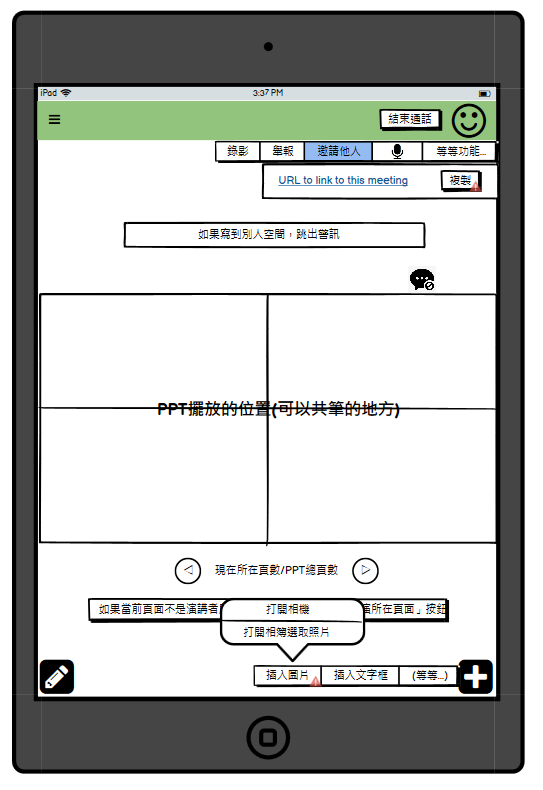 iPad
3:37 PM
結束通話
錄影 舉報 邀請他人 等等功能...
URL to link to this meeting 複製
如果寫到別人空間，跳出警訊
PPT擺放的位置(可以共筆的地方)
現在所在頁數/PPT總頁數
如果當前頁面不是演講者 所在頁面」按鈕
打開相機
打開相簿選取照片
插入圖片 插入文字框 (等等...)